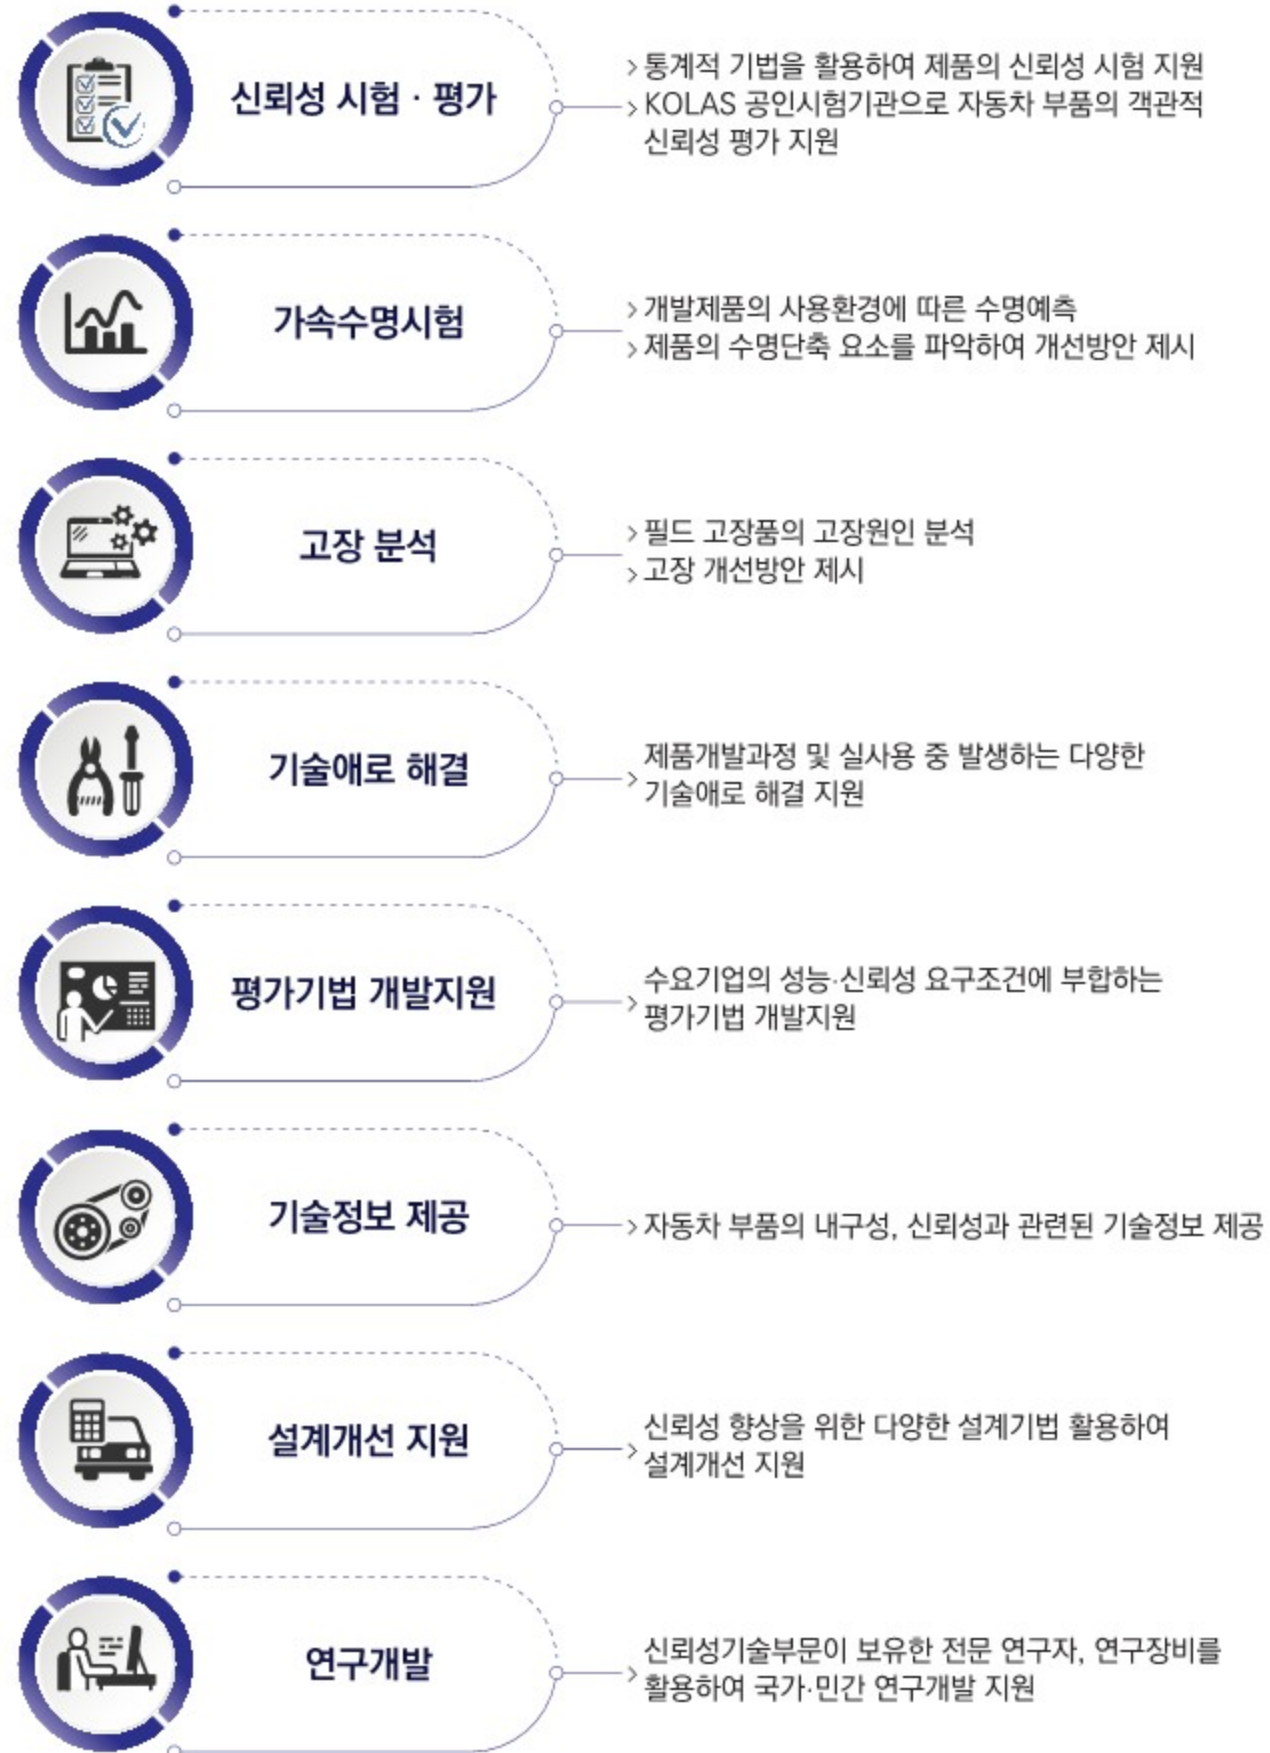 신뢰성 시험 · 평가
> 통계적 기법을 활용하여 제품의 신뢰성 시험 지원
> KOLAS 공인시험기관으로 자동차 부품의 객관적
신뢰성 평가 지원
가속수명시험
> 개발제품의 사용환경에 따른 수명예측
> 제품의 수명단축 요소를 파악하여 개선방안 제시
고장 분석
> 필드 고장품의 고장원인 분석
> 고장 개선방안 제시
기술애로 해결
> 제품개발과정 및 실사용 중 발생하는 다양한
기술애로 해결 지원
평가기법 개발지원
> 수요기업의 성능·신뢰성 요구조건에 부합하는
평가기법 개발지원
기술정보 제공
> 자동차 부품의 내구성, 신뢰성과 관련된 기술정보 제공
설계개선 지원
> 신뢰성 향상을 위한 다양한 설계기법 활용하여
설계개선 지원
연구개발
> 신뢰성기술부문이 보유한 전문 연구자, 연구장비를
활용하여 국가·민간 연구개발 지원